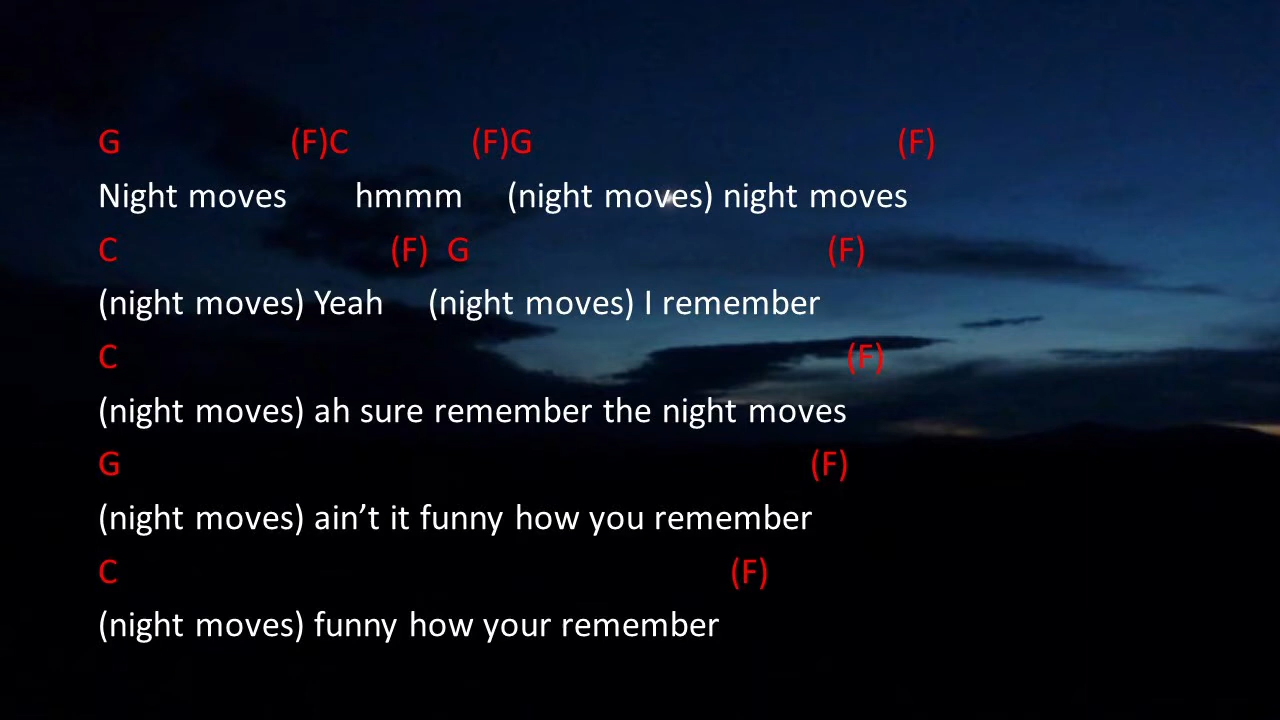 G (F)C (F)G (F)
Night moves hmmm (night moves) night moves
C (F) G (F)
(night moves) Yeah (night moves) I remember
C (F)
(night moves) ah sure remember the night moves
G (F)
(night moves) ain’t it funny how you remember
C (F)
(night moves) funny how your remember